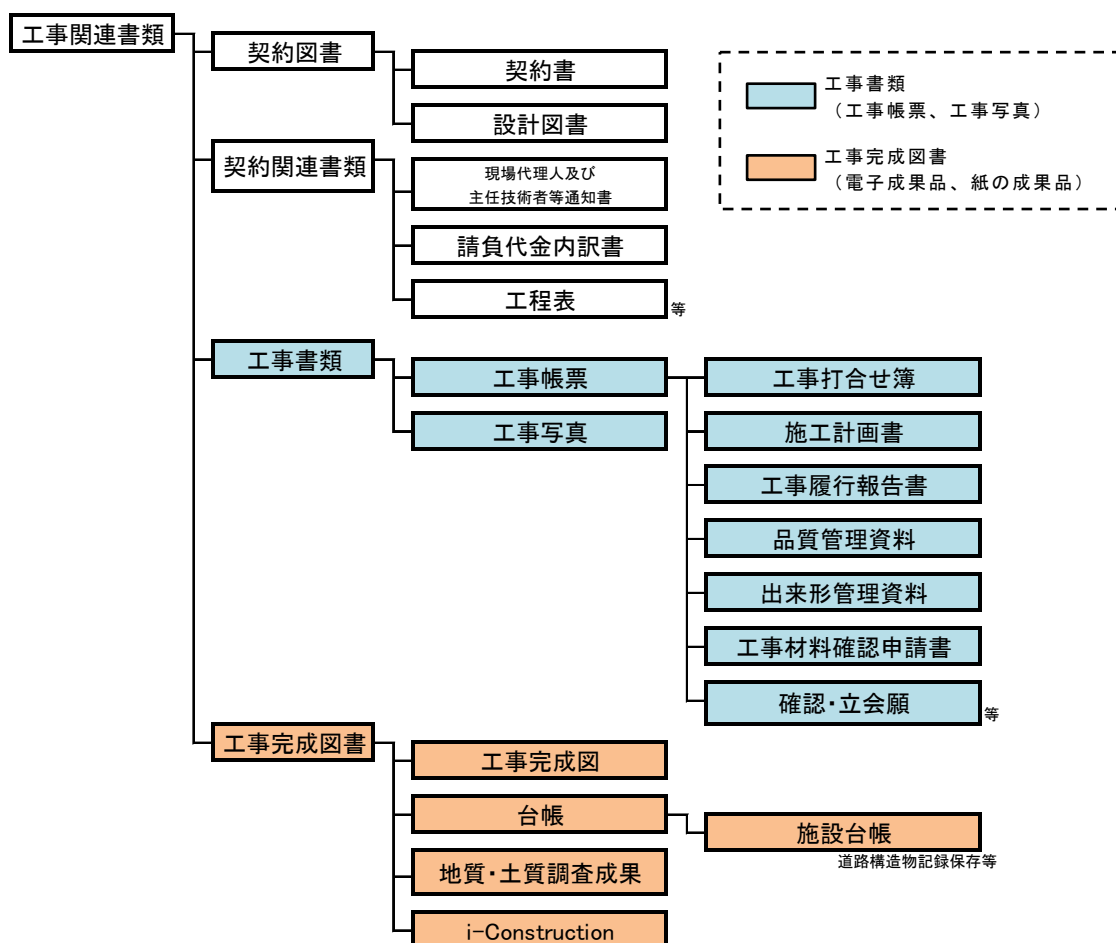 工事関連書類
契約図書
契約書
設計図書
契約関連書類
現場代理人及び
主任技術者等通知書
請負代金内訳書
工程表
等
工事書類
（工事帳票、工事写真）
工事完成図書
（電子成果品、紙の成果品）
工事書類
工事帳票
工事写真
工事打合せ簿
施工計画書
工事履行報告書
品質管理資料
出来形管理資料
工事材料確認申請書
確認・立会願
等
工事完成図書
工事完成図
台帳
施設台帳
道路構造物記録保存等
地質・土質調査成果
i-Construction